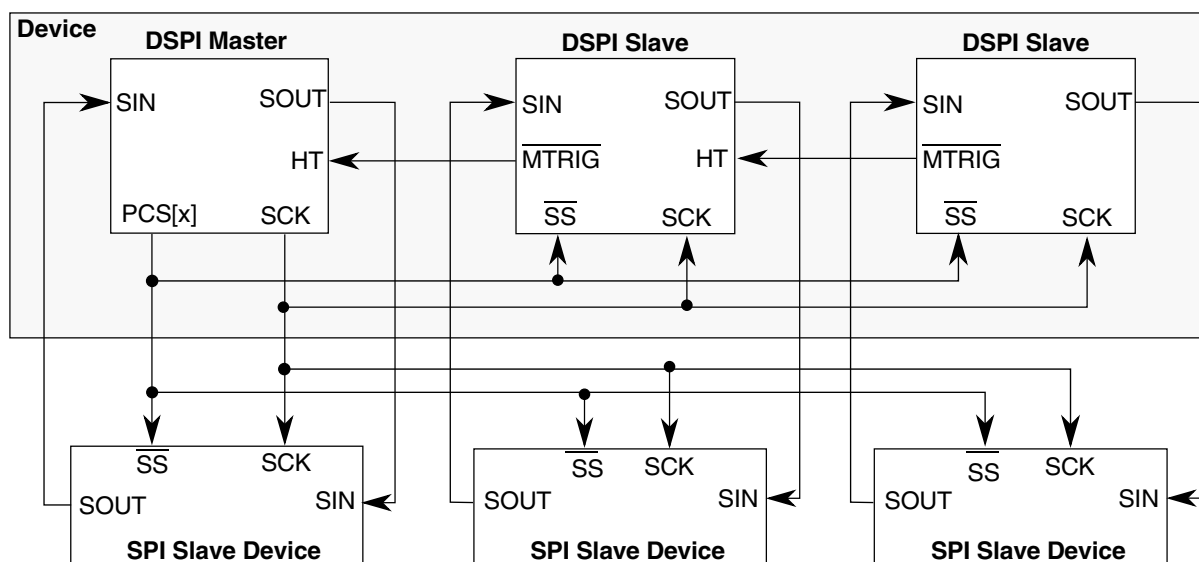 Device
DSPI Master
DSPI Slave
DSPI Slave
SIN
SOUT
SIN
SOUT
SIN
SOUT
HT
MTRIG
HT
MTRIG
PCS[x]
SCK
SS
SCK
SS
SCK
SS
SCK
SS
SCK
SS
SCK
SOUT
SIN
SOUT
SIN
SOUT
SIN
SPI Slave Device
SPI Slave Device
SPI Slave Device